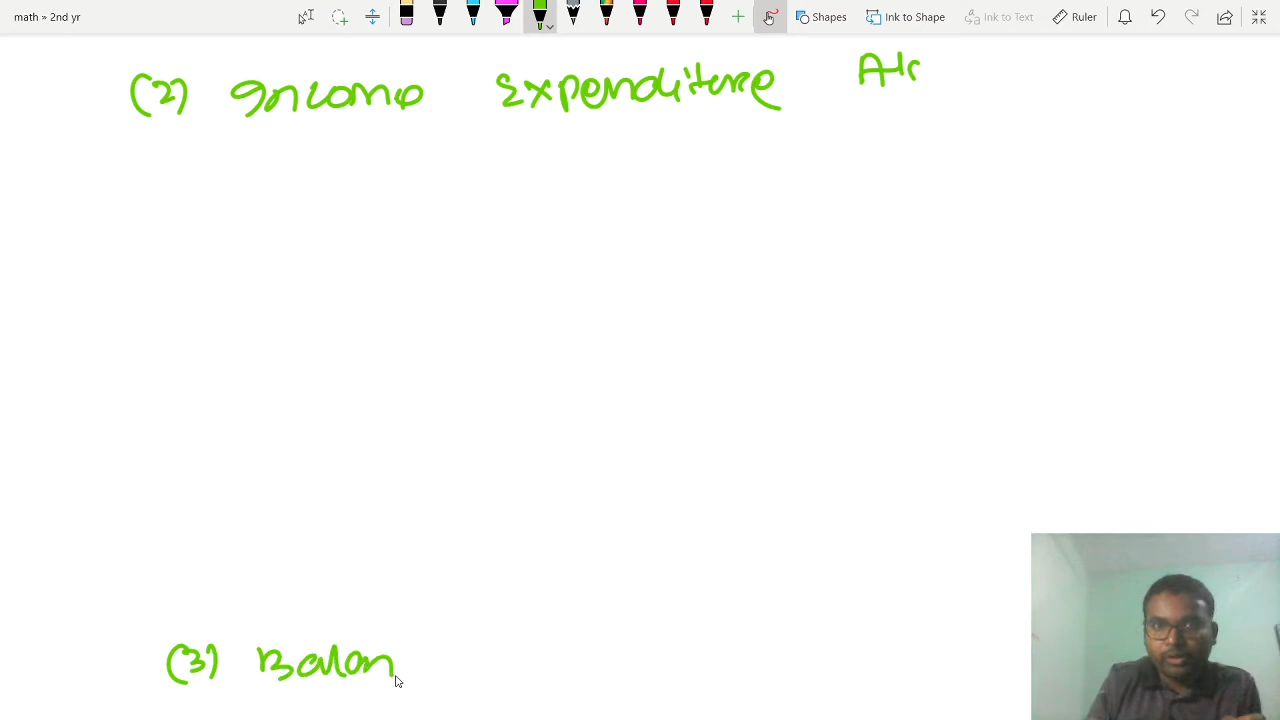 math » 2nd yr
Shapes Ink to Shape Ink to Text Ruler
(2) Income Expenditure A/c
(3) Balan